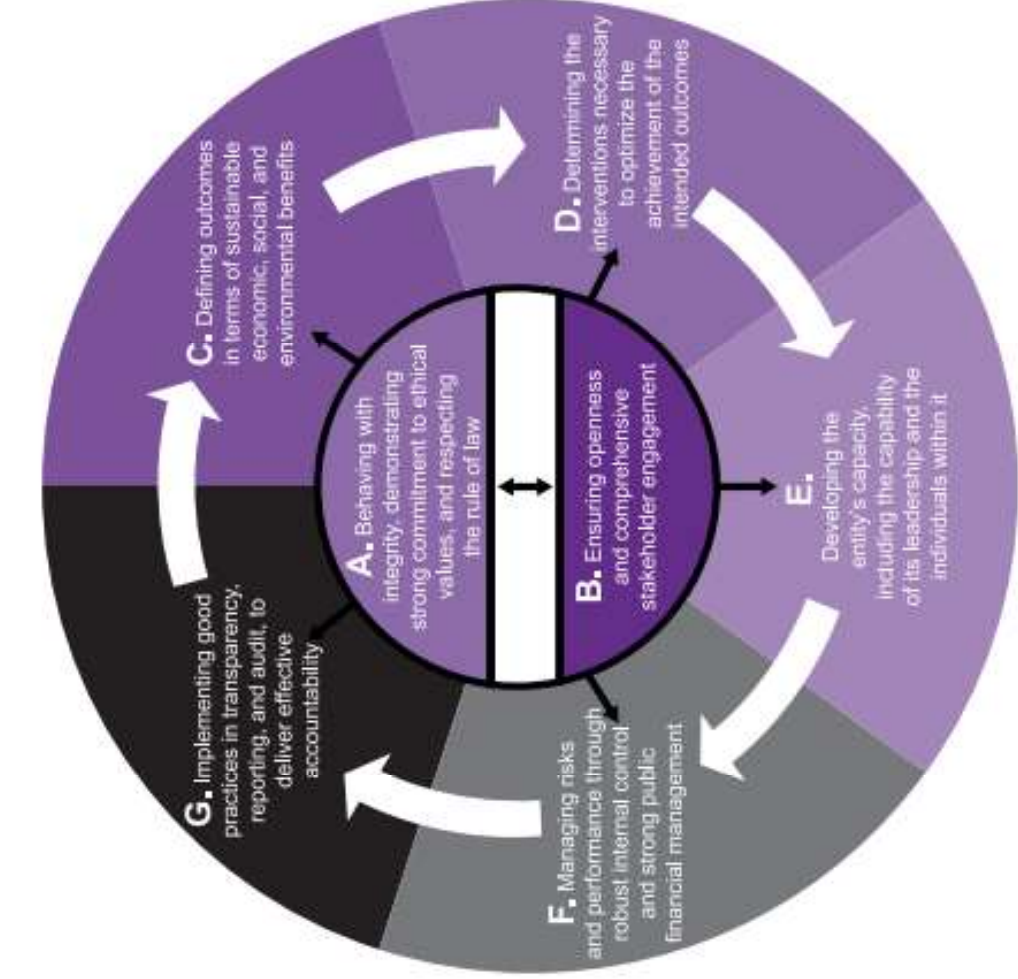 A. Behaving with
integrity, demonstrating
strong commitment to ethical
values, and respecting
the rule of law
B. Ensuring openness
and comprehensive
stakeholder engagement
C. Defining outcomes
in terms of sustainable
economic, social, and
environmental benefits
D. Determining the
interventions necessary
to optimize the
achievement of the
intended outcomes
E.
Developing the
entity's capacity,
including the capability
of its leadership and the
individuals within it
F. Managing risks
and performance through
robust internal control
and strong public
financial management
G. Implementing good
practices in transparency,
reporting, and audit, to
deliver effective
accountability